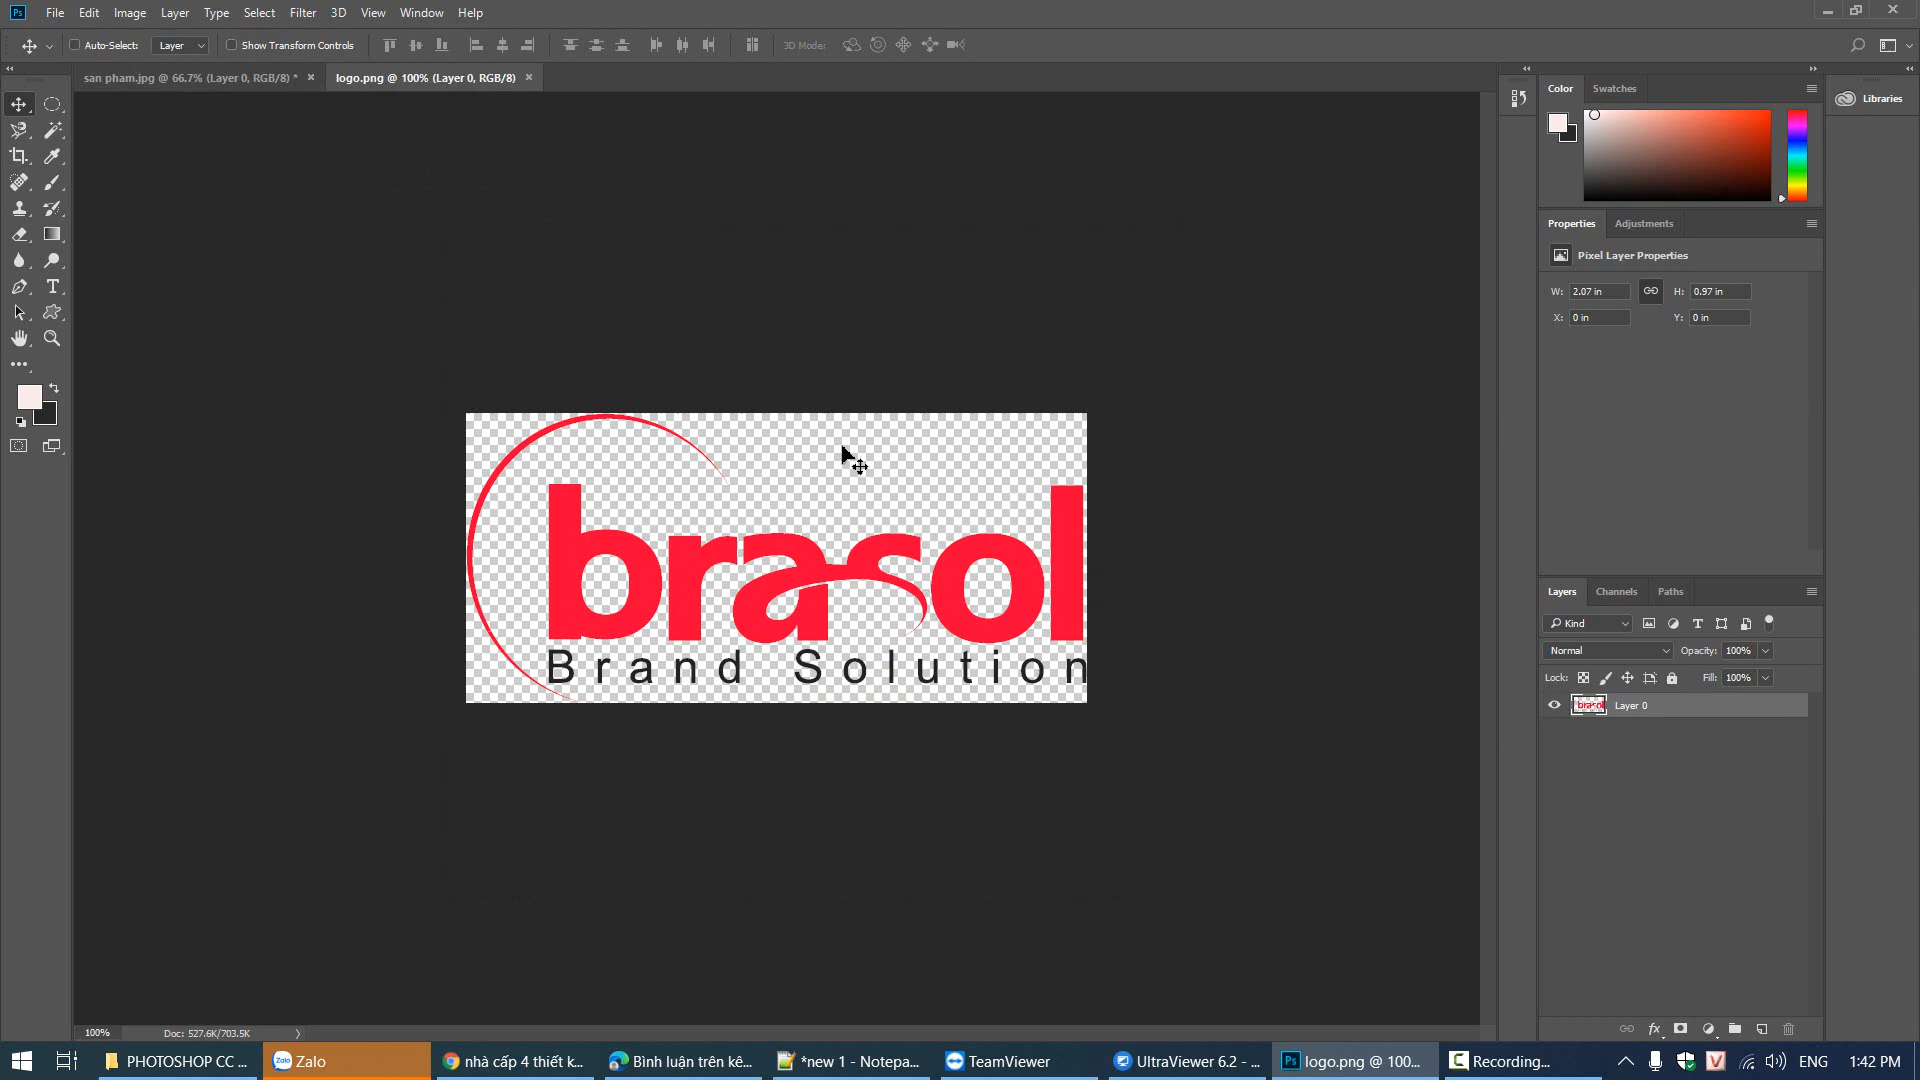 Ps File Edit Image Layer Type Select Filter 3D View Window Help
Auto-Select: Layer Show Transform Controls 3D Mode:
san pham.jpg @ 66.7% (Layer 0, RGB/8) * × logo.png @ 100% (Layer 0, RGB/8) ×
Color Swatches
Libraries
Properties Adjustments
Pixel Layer Properties
W: 2.07 in H: 0.97 in
X: 0 in Y: 0 in
brasol
Brand Solution
Layers Channels Paths
Kind
Normal Opacity: 100%
Lock: Fill: 100%
Layer 0
100% Doc: 527.6K/703.5K
PHOTOSHOP CC ... Zalo nhà cấp 4 thiết k... Bình luận trên kê... *new 1 - Notepa... TeamViewer UltraViewer 6.2 - ... logo.png @ 100... Recording... ENG 1:42 PM